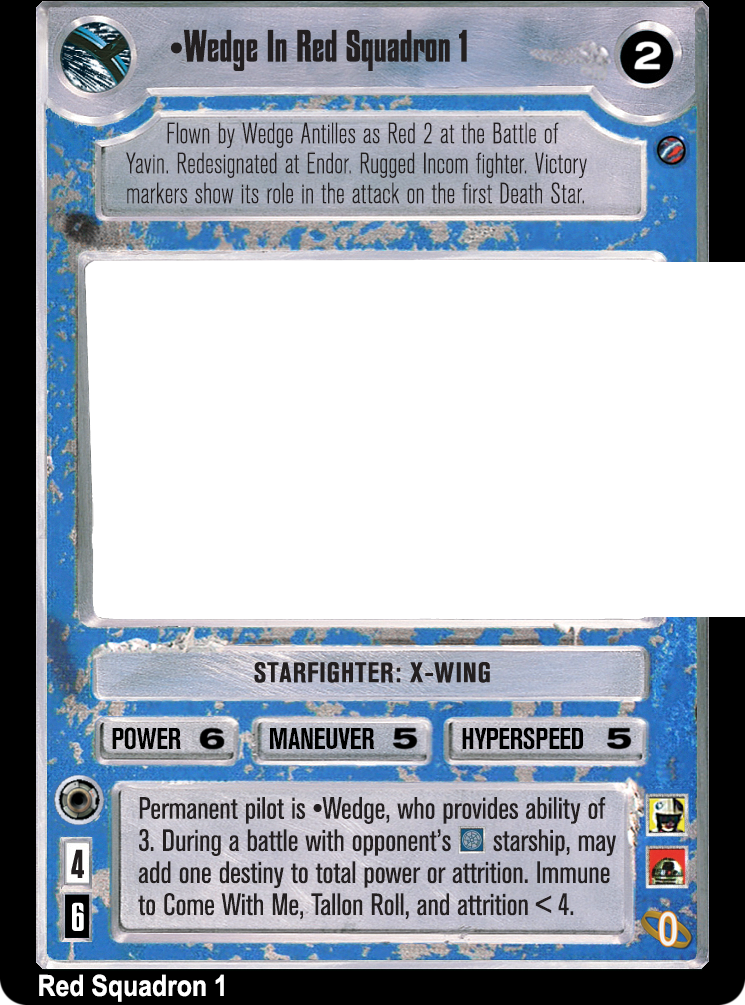 •Wedge In Red Squadron 1
2
Flown by Wedge Antilles as Red 2 at the Battle of
Yavin. Redesignated at Endor. Rugged Incom fighter. Victory
markers show its role in the attack on the first Death Star.
STARFIGHTER: X-WING
POWER 6 MANEUVER 5 HYPERSPEED 5
Permanent pilot is •Wedge, who provides ability of
3. During a battle with opponent's starship, may
add one destiny to total power or attrition. Immune
to Come With Me, Tallon Roll, and attrition < 4.
4
6
0
Red Squadron 1